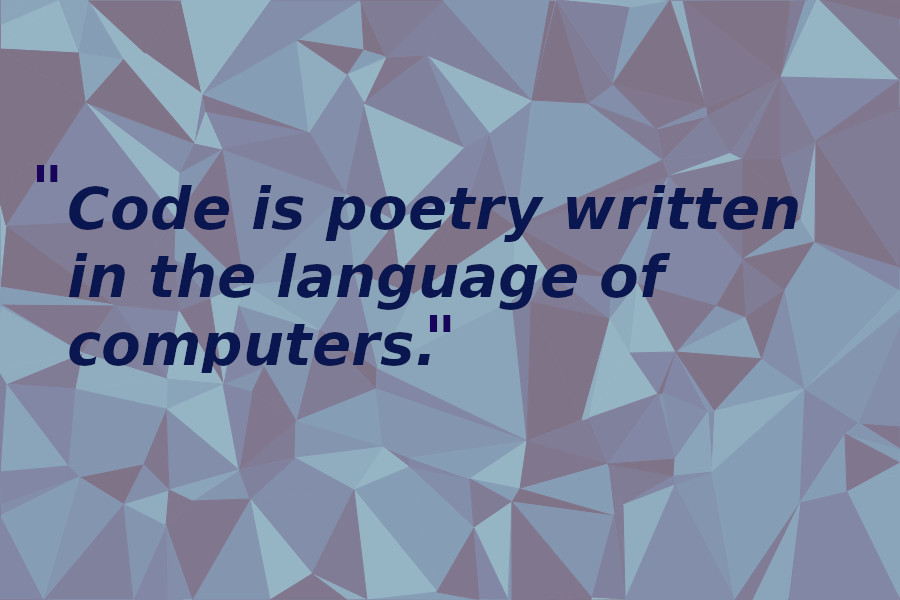 "Code is poetry written
in the language of
computers."